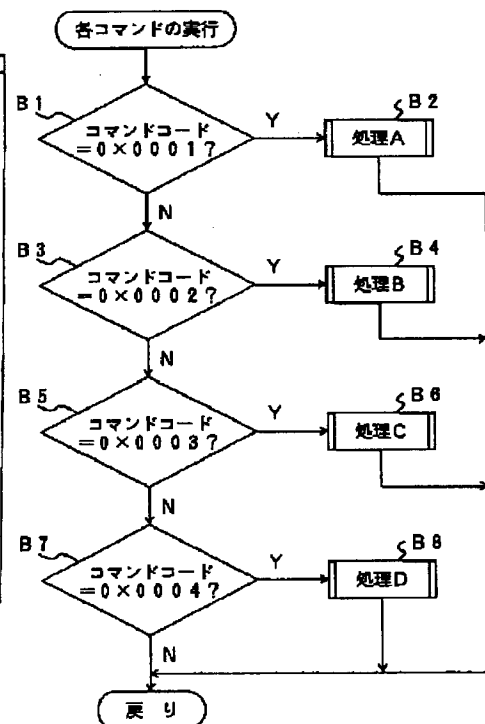 各コマンドの実行
B1
コマンドコード
=0×0001?
Y
B2
処理A
N
B3
コマンドコード
=0×0002?
Y
B4
処理B
N
B5
コマンドコード
=0×0003?
Y
B6
処理C
N
B7
コマンドコード
=0×0004?
Y
B8
処理D
N
戻り